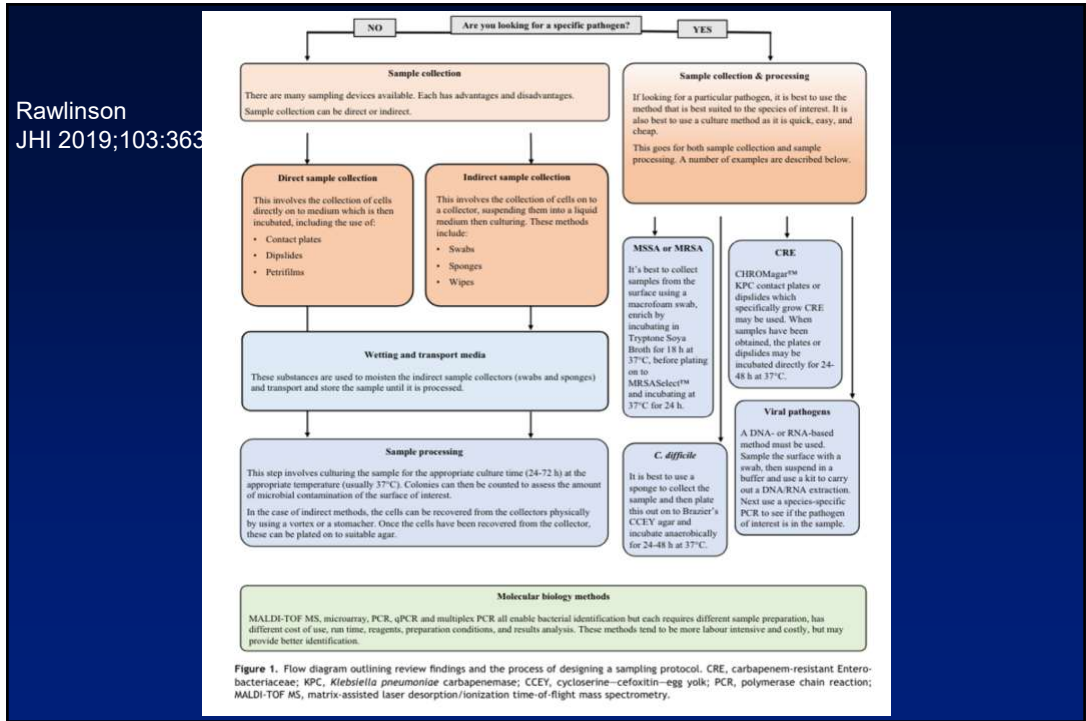 Rawlinson
JHI 2019;103:363
Are you looking for a specific pathogen?
NO
YES
Sample collection
There are many sampling devices available. Each has advantages and disadvantages.
Sample collection can be direct or indirect.
Sample collection & processing
If looking for a particular pathogen, it is best to use the
method that is best suited to the species of interest. It is
also best to use a culture method as it is quick, easy, and
cheap.
This goes for both sample collection and sample
processing. A number of examples are described below.
Direct sample collection
This involves the collection of cells
directly on to medium which is then
incubated, including the use of:
• Contact plates
• Dipslides
• Petrifilms
Indirect sample collection
This involves the collection of cells on to
a collector, suspending them into a liquid
medium then culturing. These methods
include:
• Swabs
• Sponges
• Wipes
MSSA or MRSA
It's best to collect
samples from the
surface using a
macrofoam swab,
enrich by
incubating in
Tryptone Soya
Broth for 18 h at
37°C, before plating
on to
MRSASelect™
and incubating at
37°C for 24 h.
CRE
CHROMagar™
KPC contact plates or
dipslides which
specifically grow CRE
may be used. When
samples have been
obtained, the plates or
dipslides may be
incubated directly for 24-
48 h at 37°C.
Wetting and transport media
These substances are used to moisten the indirect sample collectors (swabs and sponges)
and transport and store the sample until it is processed.
Sample processing
This step involves culturing the sample for the appropriate culture time (24-72 h) at the
appropriate temperature (usually 37°C). Colonies can then be counted to assess the amount
of microbial contamination of the surface of interest.
In the case of indirect methods, the cells can be recovered from the collectors physically
by using a vortex or a stomacher. Once the cells have been recovered from the collector,
these can be plated on to suitable agar.
C. difficile
It is best to use a
sponge to collect the
sample and then plate
this out on to Brazier's
CCEY agar and
incubate anaerobically
for 24-48 h at 37°C.
Viral pathogens
A DNA- or RNA-based
method must be used.
Sample the surface with a
swab, then suspend in a
buffer and use a kit to carry
out a DNA/RNA extraction.
Next use a species-specific
PCR to see if the pathogen
of interest is in the sample.
Molecular biology methods
MALDI-TOF MS, microarray, PCR, qPCR and multiplex PCR all enable bacterial identification but each requires different sample preparation, has
different cost of use, run time, reagents, preparation conditions, and results analysis. These methods tend to be more labour intensive and costly, but may
provide better identification.
Figure 1. Flow diagram outlining review findings and the process of designing a sampling protocol. CRE, carbapenem-resistant Entero-
bacteriaceae; KPC, Klebsiella pneumoniae carbapenemase; CCEY, cycloserine–cefoxitin–egg yolk; PCR, polymerase chain reaction;
MALDI-TOF MS, matrix-assisted laser desorption/ionization time-of-flight mass spectrometry.